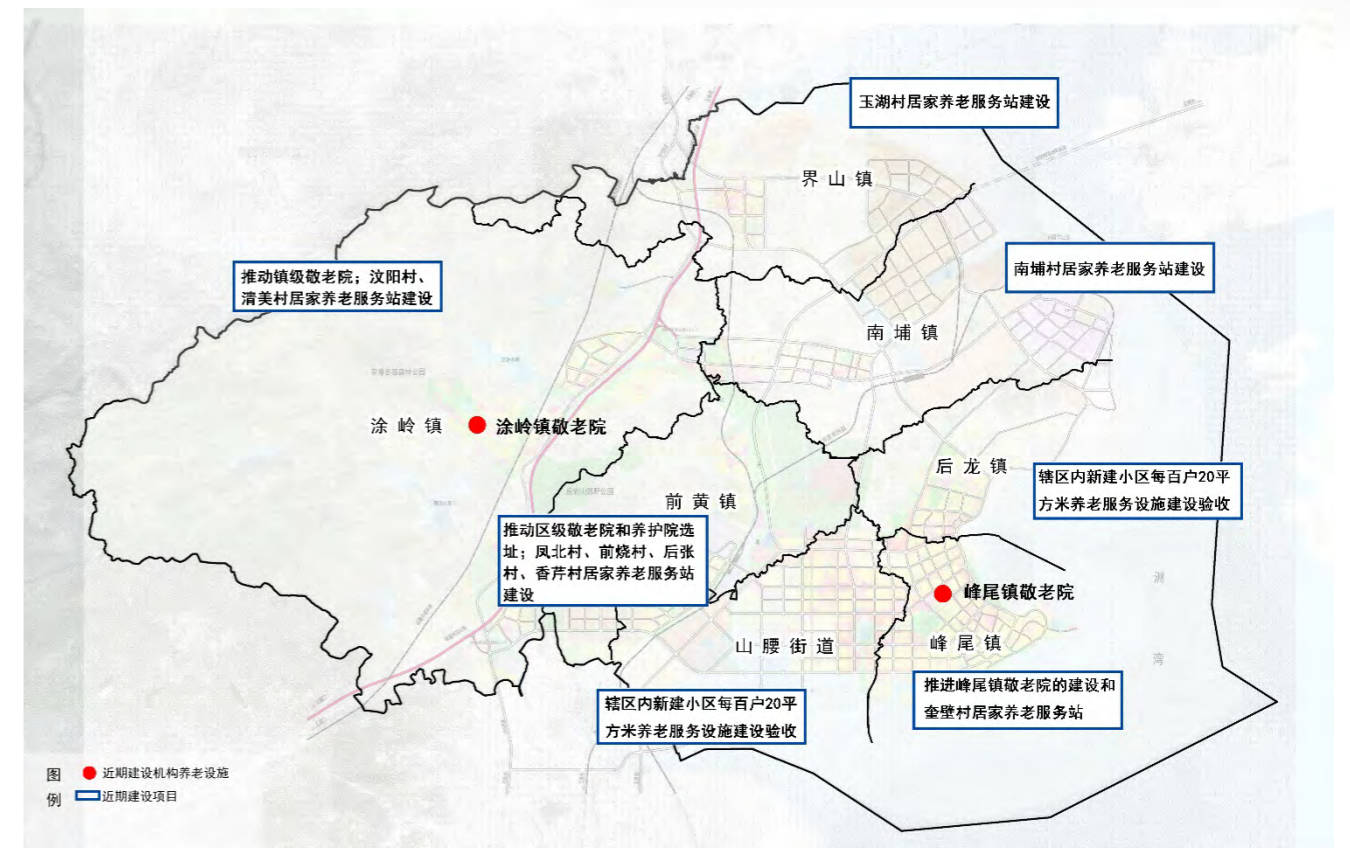 玉湖村居家养老服务站建设
界山镇
南埔村居家养老服务站建设
推动镇级敬老院；汶阳村、
清美村居家养老服务站建设
南埔镇
涂岭镇
涂岭镇敬老院
后龙镇
辖区内新建小区每百户20平
方米养老服务设施建设验收
前黄镇
推动区级敬老院和养护院选
址；凤北村、前烧村、后张
村、香芹村居家养老服务站
建设
峰尾镇敬老院
洲
湾
山腰街道
峰尾镇
推进峰尾镇敬老院的建设和
奎壁村居家养老服务站
辖区内新建小区每百户20平
方米养老服务设施建设验收
图
例
近期建设机构养老设施
近期建设项目